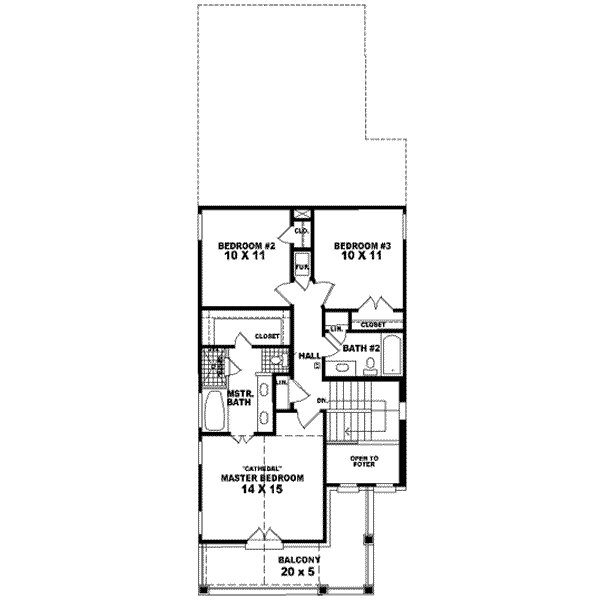 CLO.
BEDROOM #2
10 X 11
BEDROOM #3
10 X 11
FUR.
LIN.
CLOSET
CLOSET
BATH #2
HALL
LIN.
MSTR.
BATH
DN.
"CATHEDAL"
MASTER BEDROOM
14 X 15
OPEN TO
FOYER
BALCONY
20 x 5